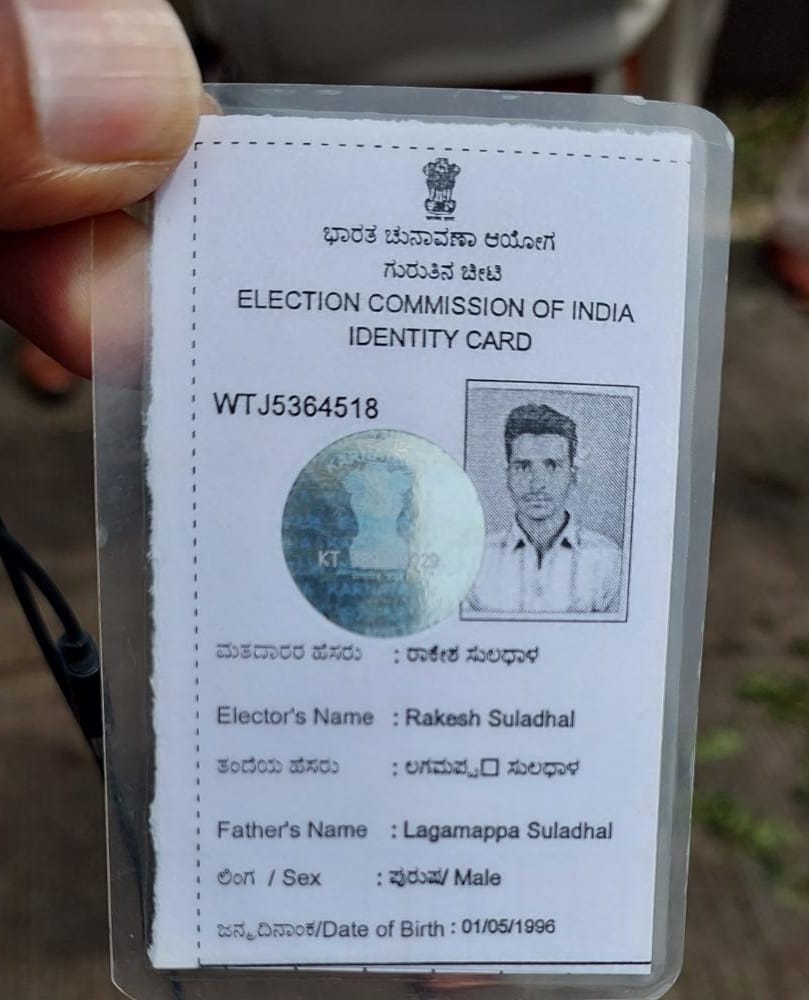 ಭಾರತ ಚುನಾವಣಾ ಆಯೋಗ
ಗುರುತಿನ ಚೀಟಿ
ELECTION COMMISSION OF INDIA
IDENTITY CARD
WTJ5364518
KT
ಮತದಾರರ ಹೆಸರು : ರಾಕೇಶ ಸುಲಧಾಳ
Elector's Name : Rakesh Suladhal
ತಂದೆಯ ಹೆಸರು : ಲಗಮಪ್ಪ□ ಸುಲಧಾಳ
Father's Name : Lagamappa Suladhal
ಲಿಂಗ / Sex : ಪುರುಷ/ Male
ಜನ್ಮ ದಿನಾಂಕ/Date of Birth : 01/05/1996